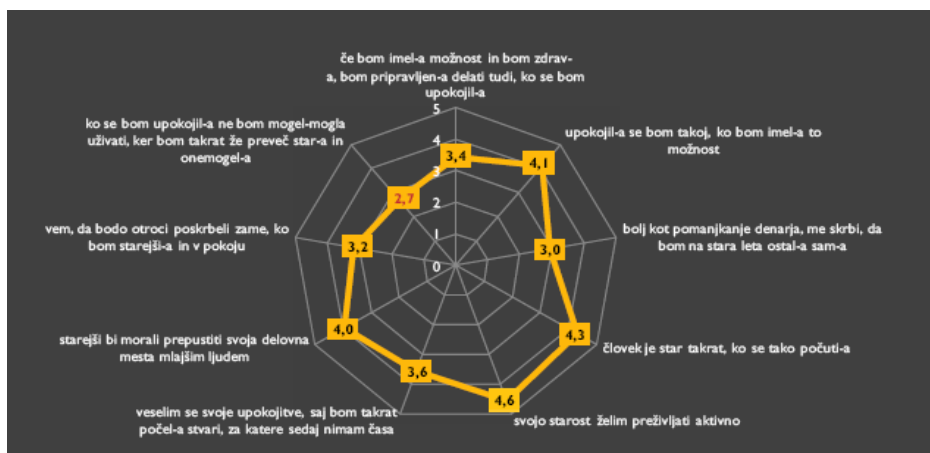 če bom imel-a možnost in bom zdrav-
a, bom pripravljen-a delati tudi, ko se bom
upokojil-a
5
4
3
2
1
0
3,4
upokojil-a se bom takoj, ko bom imel-a to
možnost
4,1
bolj kot pomanjkanje denarja, me skrbi, da
bom na stara leta ostal-a sam-a
3,0
človek je star takrat, ko se tako počuti-a
4,3
svojo starost želim preživljati aktivno
4,6
veselim se svoje upokojitve, saj bom takrat
počel-a stvari, za katere sedaj nimam časa
3,6
starejši bi morali prepustiti svoja delovna
mesta mlajšim ljudem
4,0
vem, da bodo otroci poskrbeli zame, ko
bom starejši-a in v pokoju
3,2
ko se bom upokojil-a ne bom mogel-mogla
uživati, ker bom takrat že preveč star-a in
onemogel-a
2,7